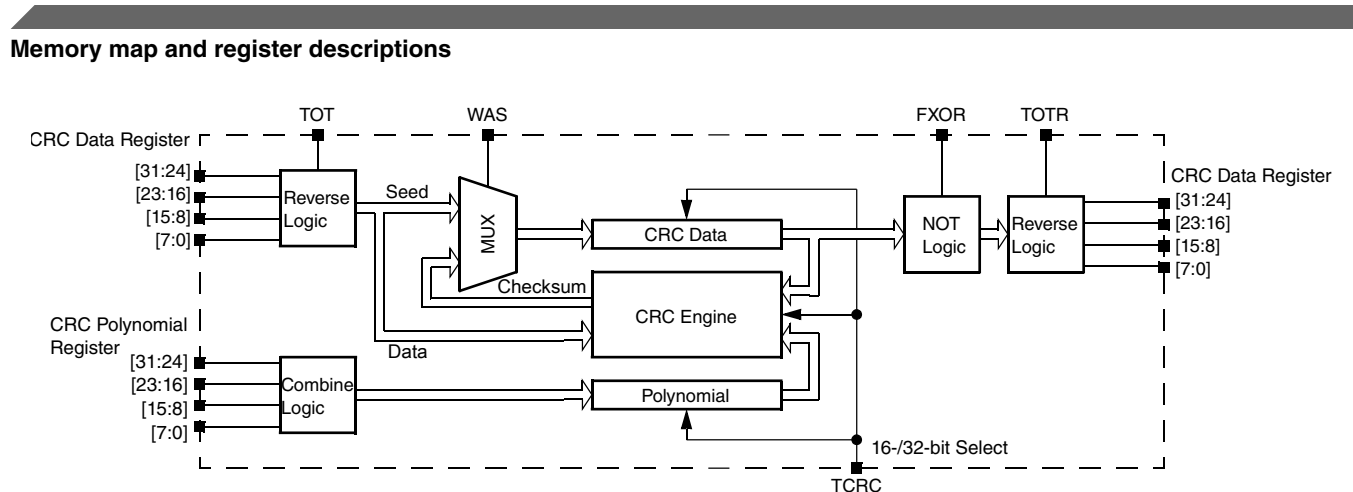 Memory map and register descriptions
TOT
WAS
FXOR
TOTR
CRC Data Register
[31:24]
[23:16]
[15:8]
[7:0]
Reverse
Logic
Seed
MUX
CRC Data
NOT
Logic
Reverse
Logic
CRC Data Register
[31:24]
[23:16]
[15:8]
[7:0]
Checksum
CRC Engine
Data
CRC Polynomial
Register
[31:24]
[23:16]
[15:8]
[7:0]
Combine
Logic
Polynomial
16-/32-bit Select
TCRC